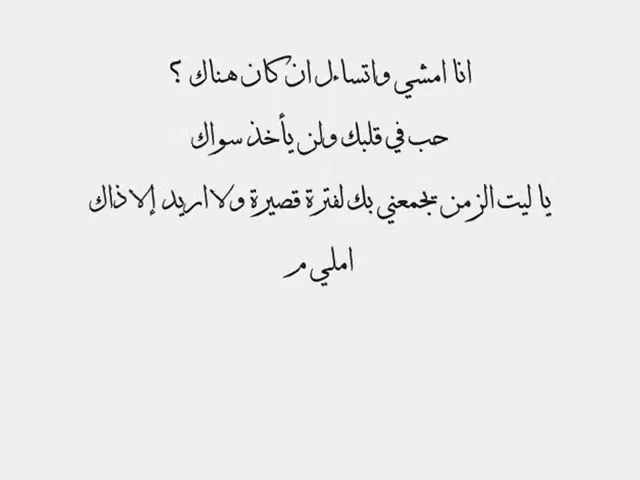 انا امشي واتساءل ان كان هناك ؟
حب في قلبك ولن يأخذ سواك
يا ليت الزمن يجمعني بك لفترة قصيرة ولا اريد إلا ذاك
املي م